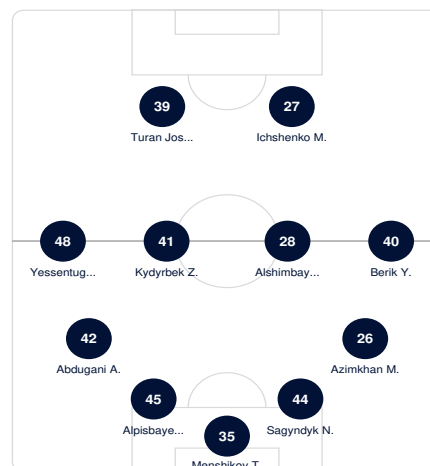 39
27
Turan Jos...
Ichshenko M.
48
41
28
40
Yessentug...
Kydyrbek Z.
Alshimbay...
Berik Y.
42
26
Abdugani A.
Azimkhan M.
45
44
Alpisbaye...
Sagyndyk N.
35
Menshikov T.